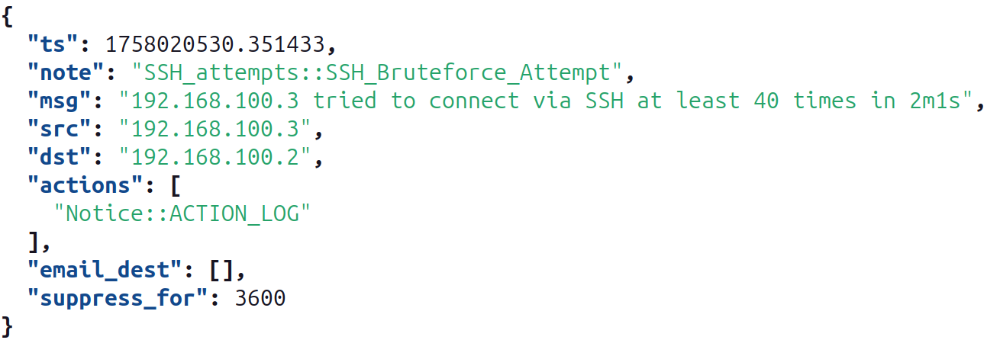 {
  "ts": 1758020530.351433,
  "note": "SSH_attempts::SSH_Bruteforce_Attempt",
  "msg": "192.168.100.3 tried to connect via SSH at least 40 times in 2m1s",
  "src": "192.168.100.3",
  "dst": "192.168.100.2",
  "actions": [
    "Notice::ACTION_LOG"
  ],
  "email_dest": [],
  "suppress_for": 3600
}